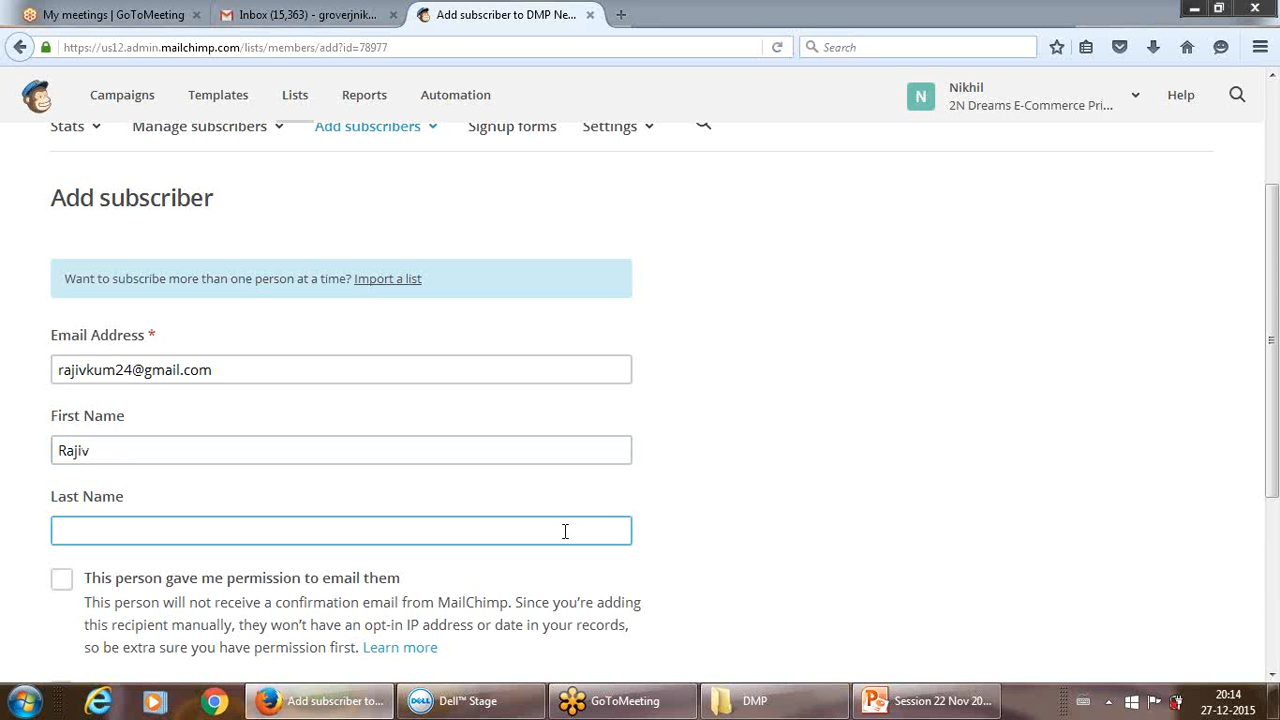 My meetings | GoToMeeting
Inbox (15,363) - groverjnik...
Add subscriber to DMP Ne...
https://us12.admin.mailchimp.com/lists/members/add?id=78977
Search
Campaigns
Templates
Lists
Reports
Automation
N
Nikhil
2N Dreams E-Commerce Pri...
Help
Stats
Manage subscribers
Add subscribers
Signup forms
Settings
Add subscriber
Want to subscribe more than one person at a time? Import a list
Email Address *
rajivkum24@gmail.com
First Name
Rajiv
Last Name
This person gave me permission to email them
This person will not receive a confirmation email from MailChimp. Since you’re adding
this recipient manually, they won’t have an opt-in IP address or date in your records,
so be extra sure you have permission first. Learn more
Add subscriber to...
DELL
Dell™ Stage
GoToMeeting
DMP
Session 22 Nov 20...
20:14
27-12-2015